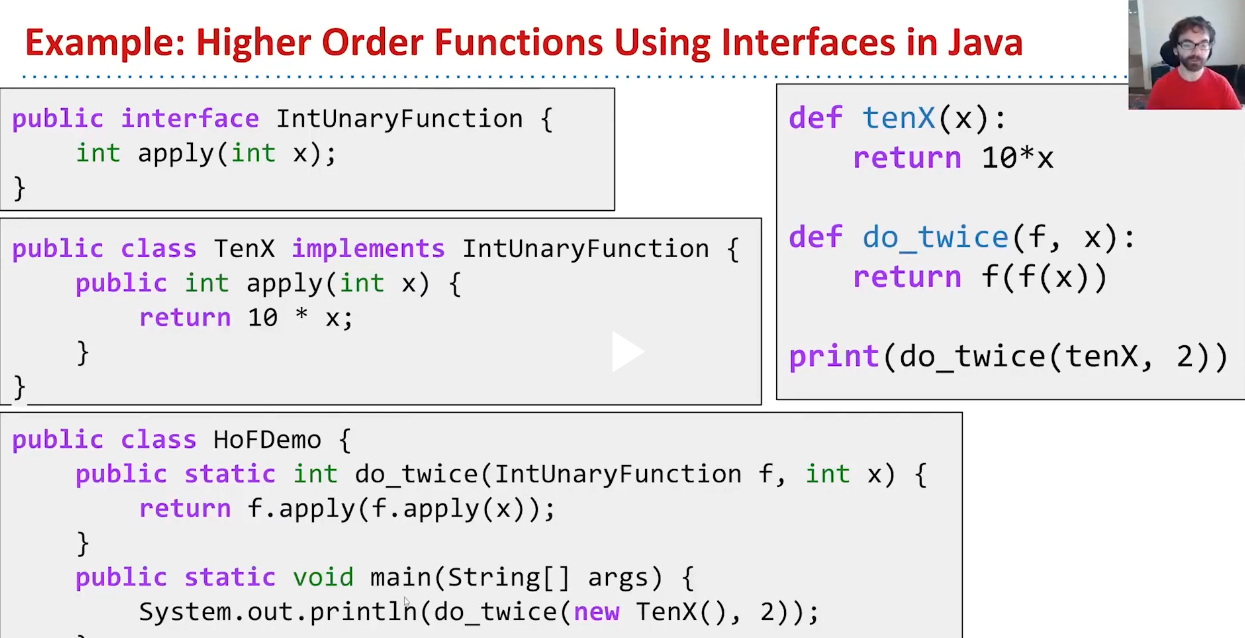 Example: Higher Order Functions Using Interfaces in Java
public interface IntUnaryFunction {
    int apply(int x);
}
public class TenX implements IntUnaryFunction {
    public int apply(int x) {
        return 10 * x;
    }
}
public class HoFDemo {
    public static int do_twice(IntUnaryFunction f, int x) {
        return f.apply(f.apply(x));
    }
    public static void main(String[] args) {
        System.out.println(do_twice(new TenX(), 2));
    }
def tenX(x):
    return 10*x
def do_twice(f, x):
    return f(f(x))
print(do_twice(tenX, 2))